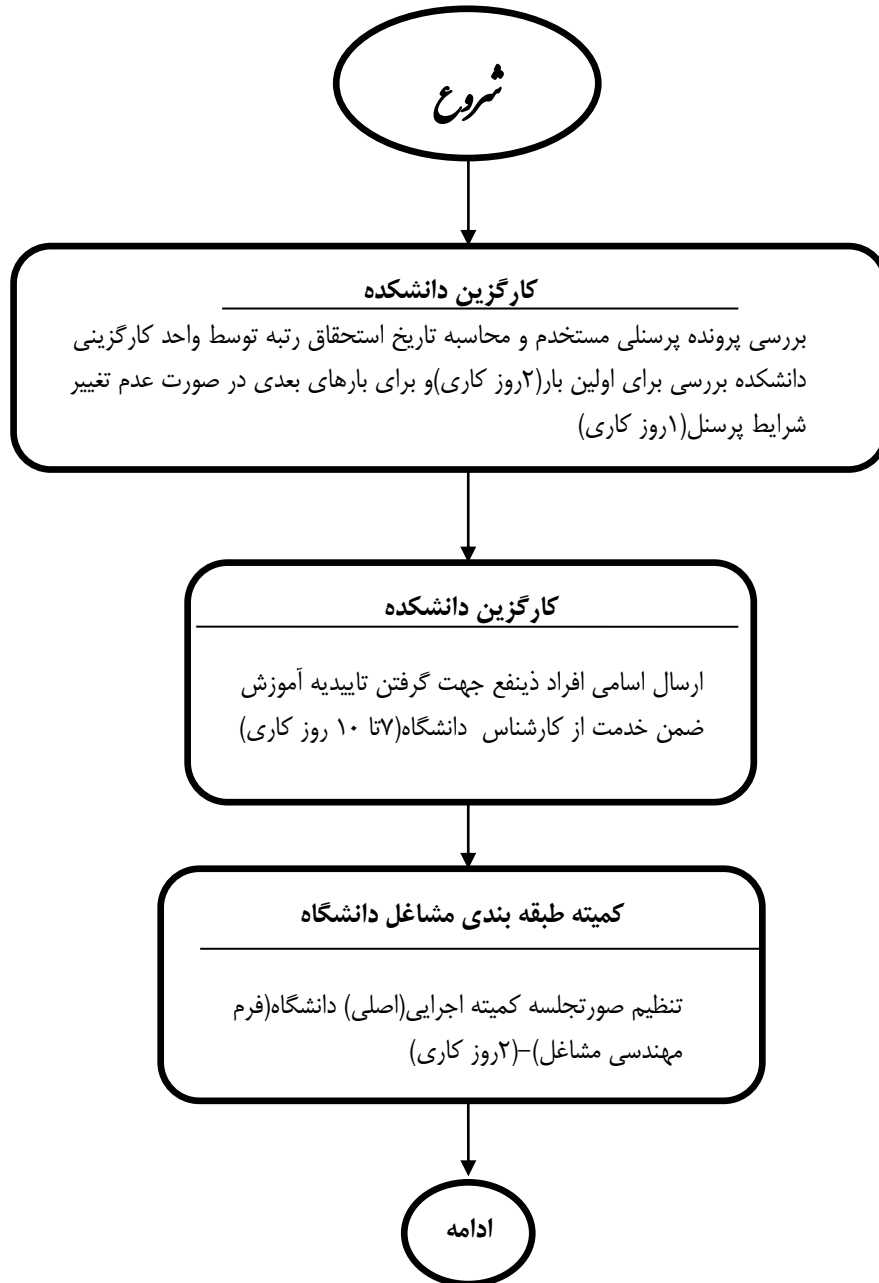 شروع
کارگزین دانشکده
بررسی پرونده پرسنلی مستخدم و محاسبه تاریخ استحقاق رتبه توسط واحد کارگزینی
دانشکده بررسی برای اولین بار(۲روز کاری)و برای بارهای بعدی در صورت عدم تغییر
شرایط پرسنل(۱روز کاری)
کارگزین دانشکده
ارسال اسامی افراد ذینفع جهت گرفتن تاییدیه آموزش
ضمن خدمت از کارشناس دانشگاه(۷تا ۱۰ روز کاری)
کمیته طبقه بندی مشاغل دانشگاه
تنظیم صورتجلسه کمیته اجرایی(اصلی) دانشگاه(فرم
مهندسی مشاغل)–(۲روز کاری)
ادامه